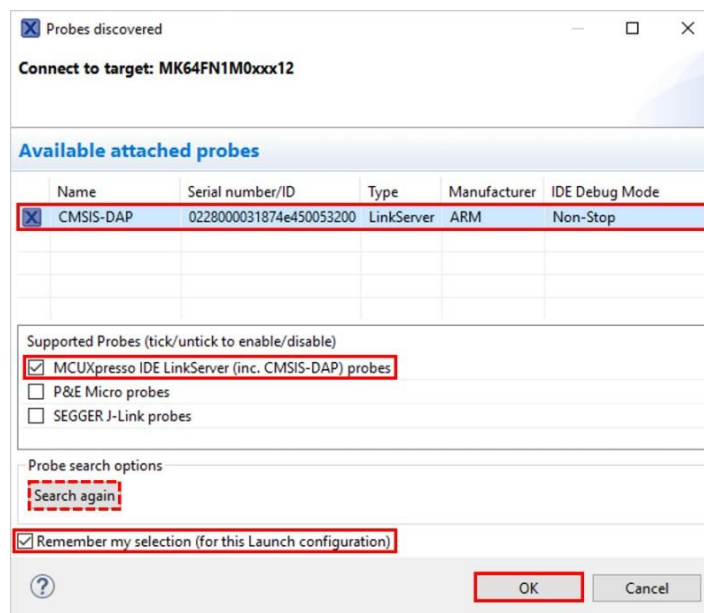 Probes discovered
Connect to target: MK64FN1M0xxx12
Available attached probes
Name Serial number/ID Type Manufacturer IDE Debug Mode
CMSIS-DAP 0228000031874e450053200 LinkServer ARM Non-Stop
Supported Probes (tick/untick to enable/disable)
MCUXpresso IDE LinkServer (inc. CMSIS-DAP) probes
P&E Micro probes
SEGGER J-Link probes
Probe search options
Search again
Remember my selection (for this Launch configuration)
? OK Cancel